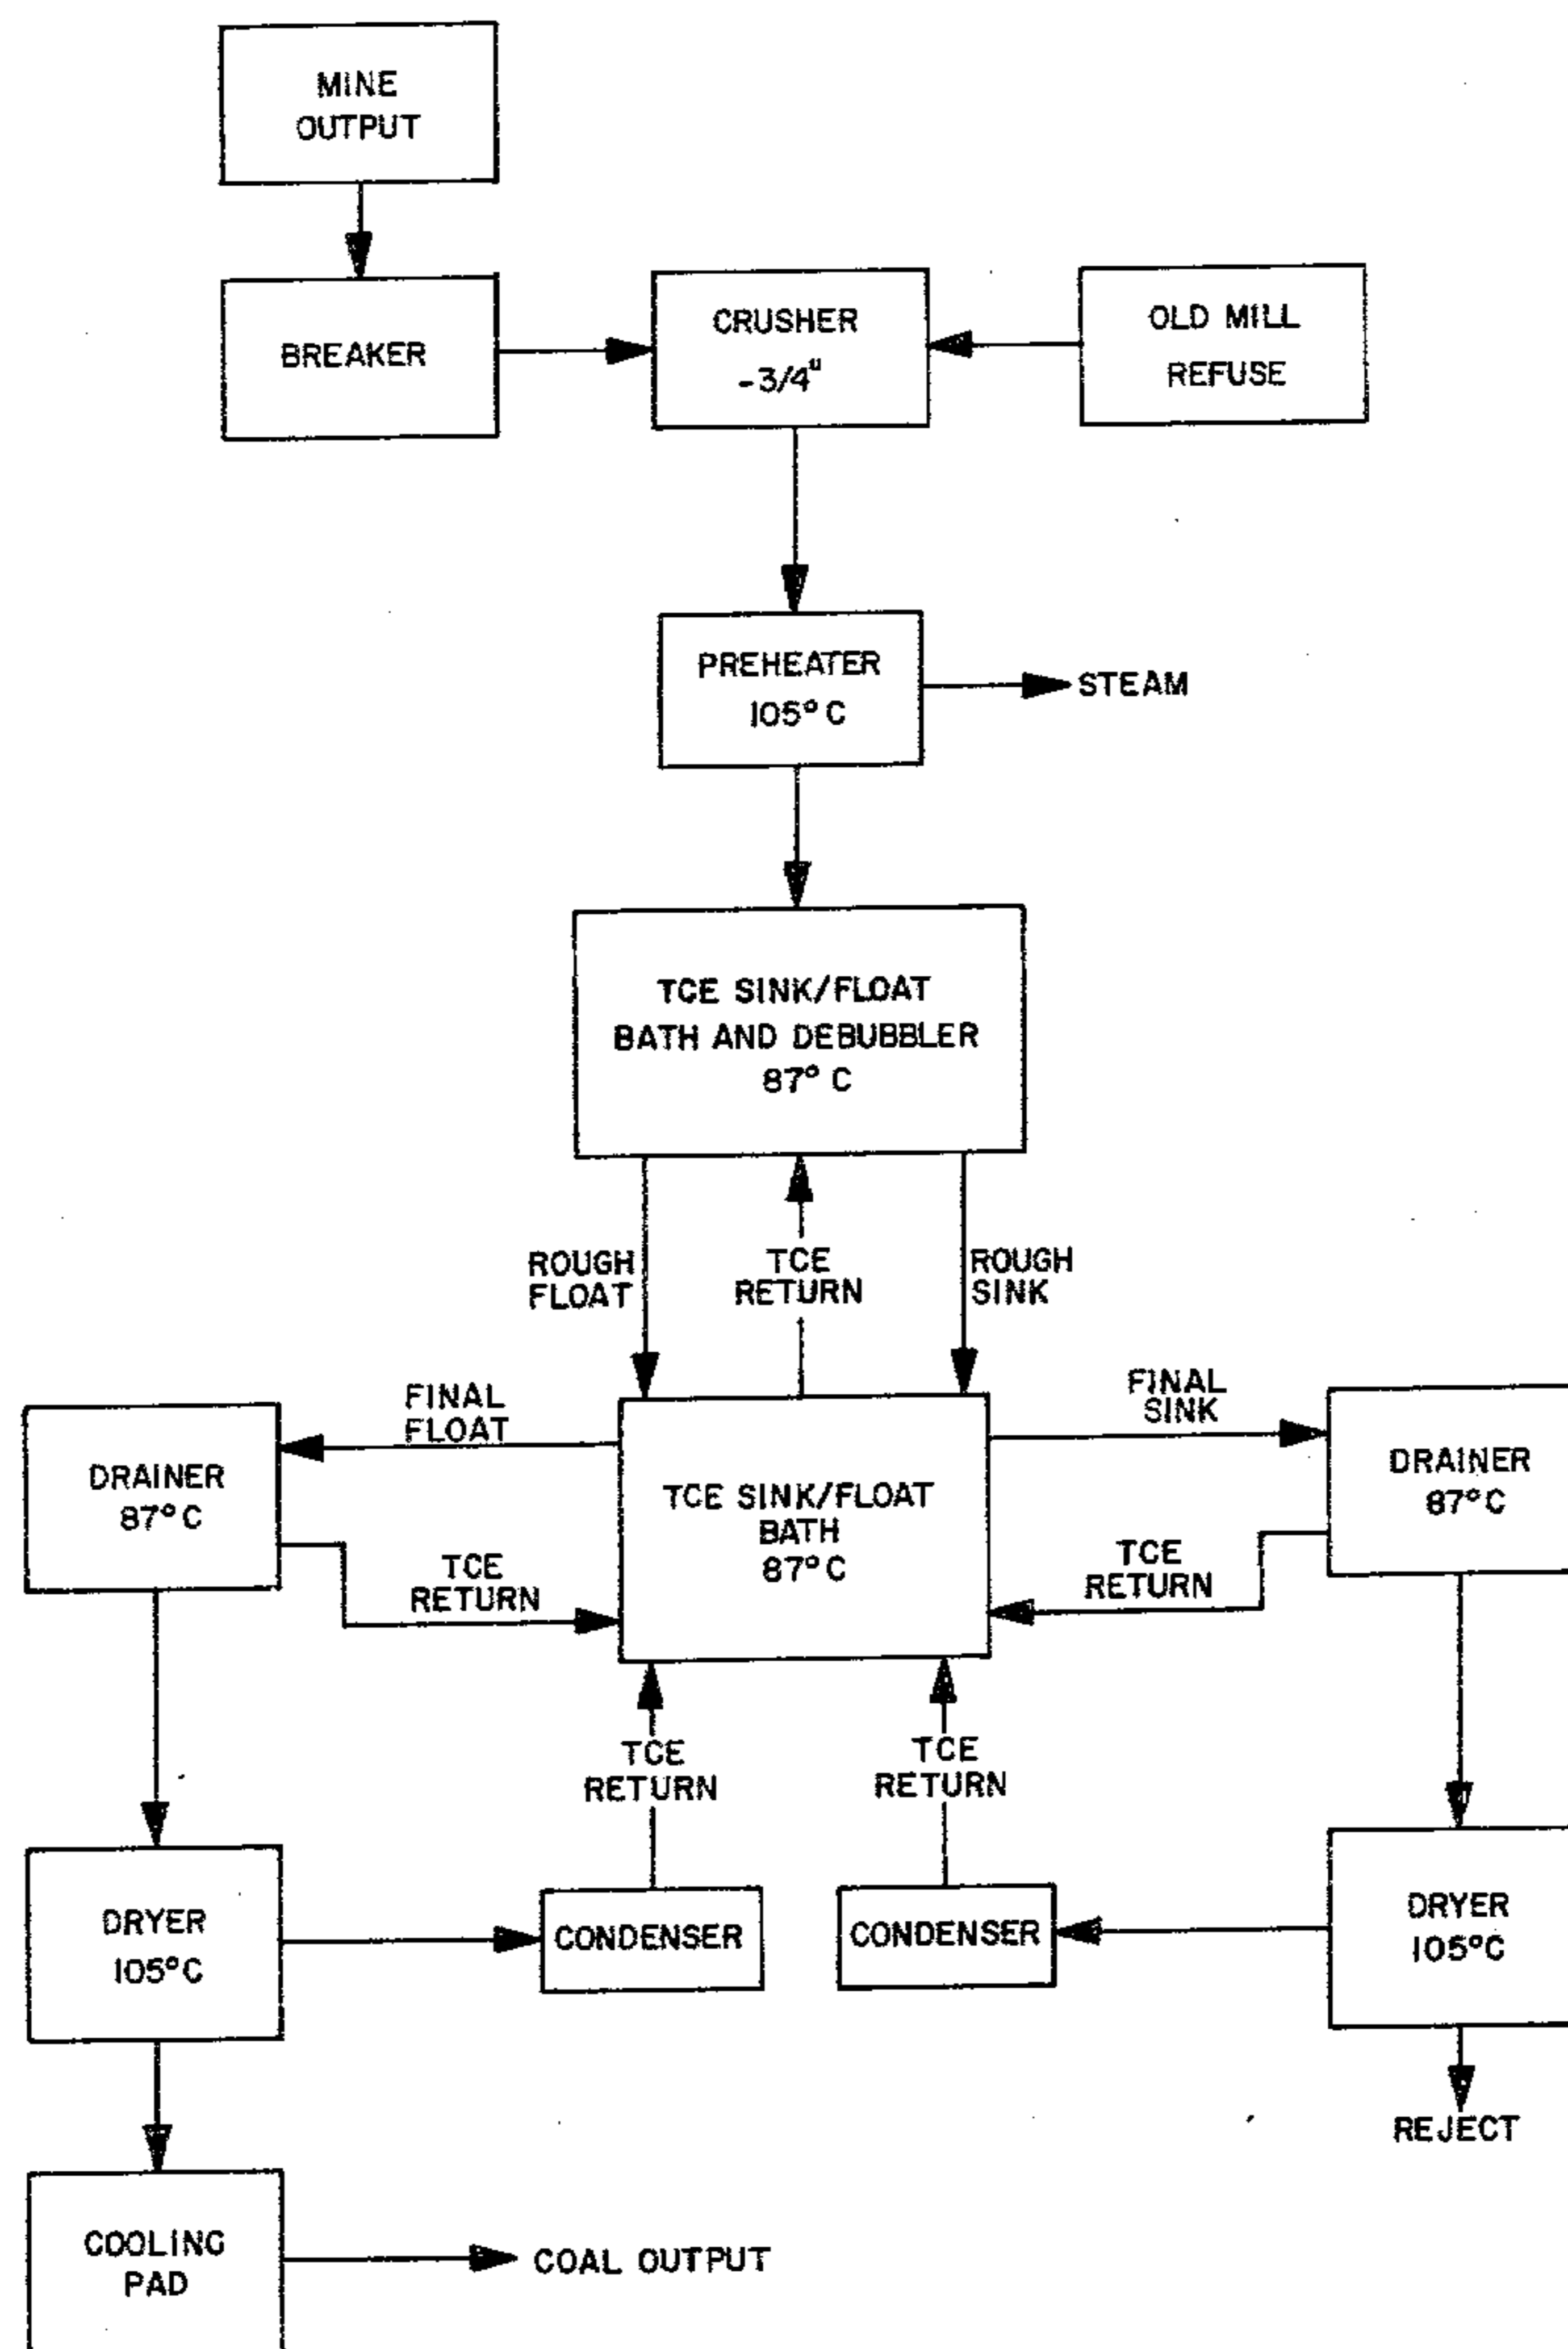 MINE
OUTPUT
BREAKER
CRUSHER
-3/4"
OLD MILL
REFUSE
PREHEATER
105° C
STEAM
TCE SINK/FLOAT
BATH AND DEBUBBLER
87° C
ROUGH
FLOAT
TCE
RETURN
ROUGH
SINK
FINAL
FLOAT
FINAL
SINK
DRAINER
87° C
TCE SINK/FLOAT
BATH
87° C
DRAINER
87° C
TCE
RETURN
TCE
RETURN
TCE
RETURN
TCE
RETURN
DRYER
105°C
CONDENSER
CONDENSER
DRYER
105°C
REJECT
COOLING
PAD
COAL OUTPUT